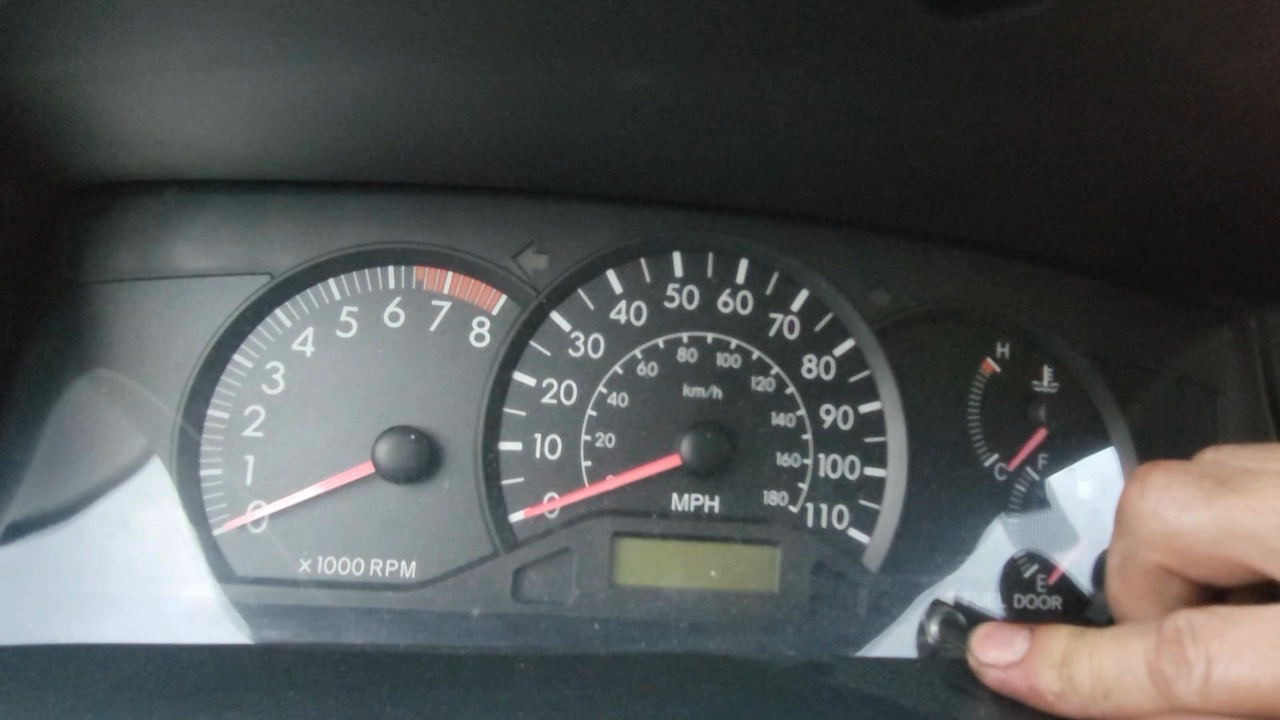 0 1 2 3 4 5 6 7 8
x1000 RPM
0 10 20 30 40 50 60 70 80 90 100 110
20 40 60 80 100 120 140 160 180
km/h
MPH
H
C
F
E
DOOR